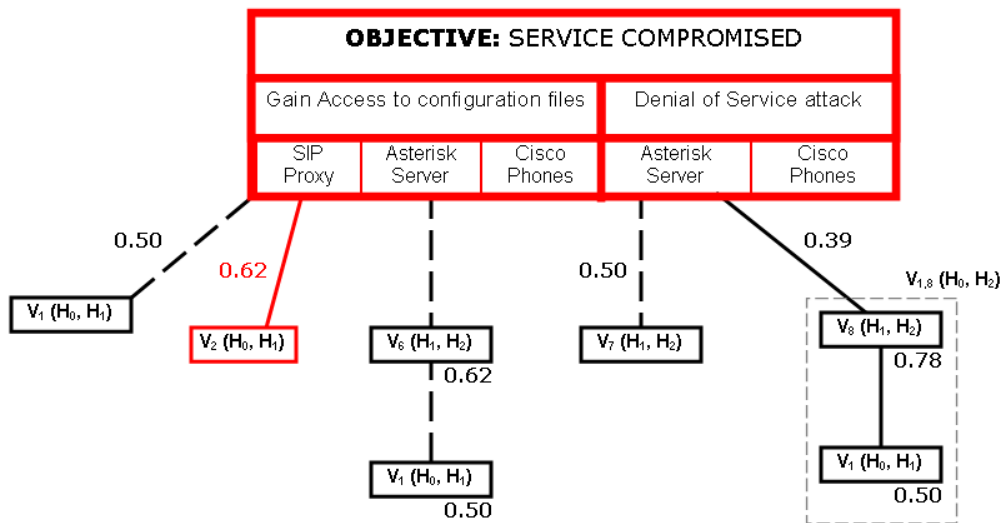 OBJECTIVE: SERVICE COMPROMISED
Gain Access to configuration files
Denial of Service attack
SIP
Proxy
Asterisk
Server
Cisco
Phones
Asterisk
Server
Cisco
Phones
0.50
0.62
0.50
0.39
V₁,₈ (H₀, H₂)
V₁ (H₀, H₁)
V₂ (H₀, H₁)
V₆ (H₁, H₂)
0.62
V₇ (H₁, H₂)
V₈ (H₁, H₂)
0.78
V₁ (H₀, H₁)
0.50
V₁ (H₀, H₁)
0.50